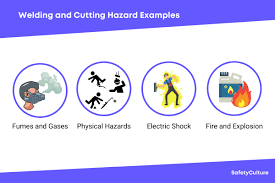 Welding and Cutting Hazard Examples
Fumes and Gases
Physical Hazards
Electric Shock
Fire and Explosion
SafetyCulture